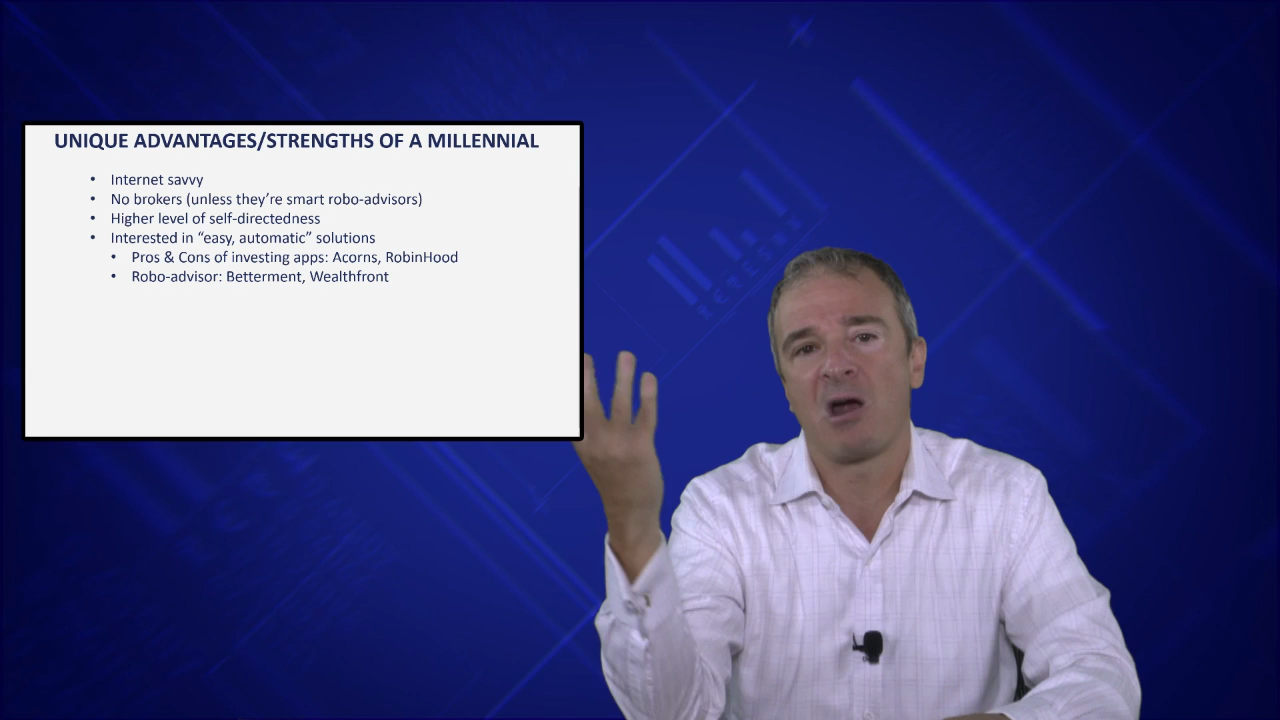 UNIQUE ADVANTAGES/STRENGTHS OF A MILLENNIAL
• Internet savvy
• No brokers (unless they’re smart robo-advisors)
• Higher level of self-directedness
• Interested in “easy, automatic” solutions
• Pros & Cons of investing apps: Acorns, RobinHood
• Robo-advisor: Betterment, Wealthfront